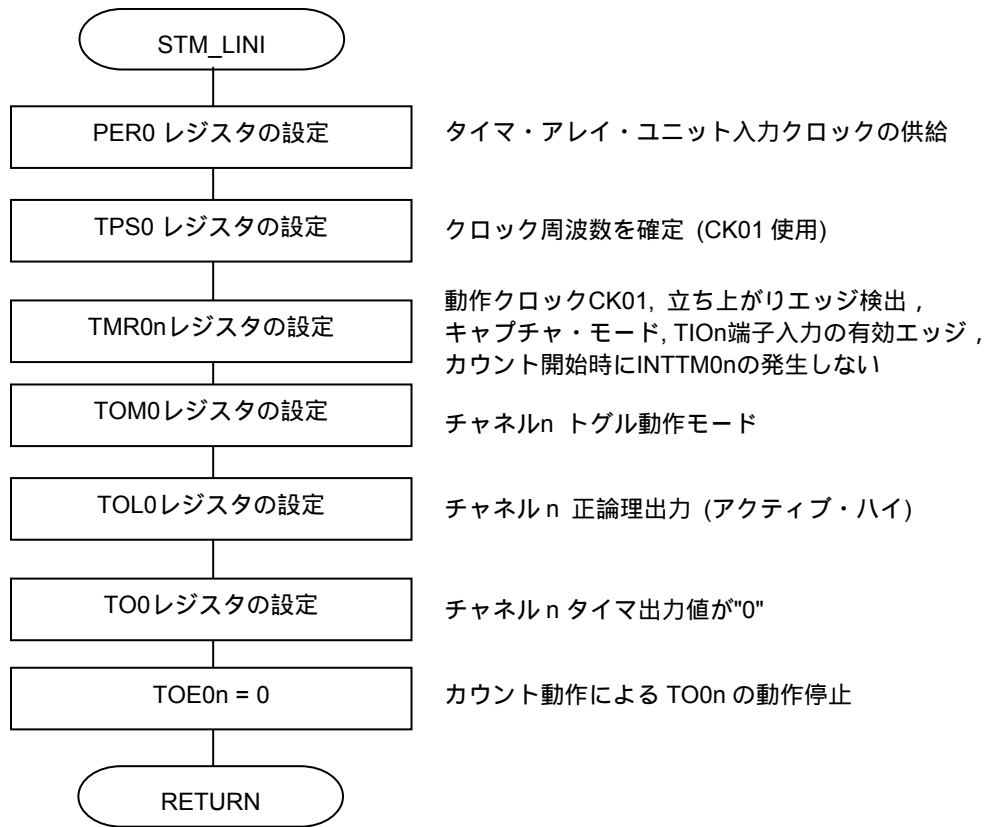 STM_LINI
PER0 レジスタの設定
タイマ・アレイ・ユニット入力クロックの供給
TPS0 レジスタの設定
クロック周波数を確定 (CK01 使用)
TMR0nレジスタの設定
動作クロックCK01, 立ち上がりエッジ検出，
キャプチャ・モード, TI0n端子入力の有効エッジ，
カウント開始時にINTTM0nの発生しない
TOM0レジスタの設定
チャネルn トグル動作モード
TOL0レジスタの設定
チャネル n 正論理出力 (アクティブ・ハイ)
TO0レジスタの設定
チャネル n タイマ出力値が"0"
TOE0n = 0
カウント動作による TO0n の動作停止
RETURN